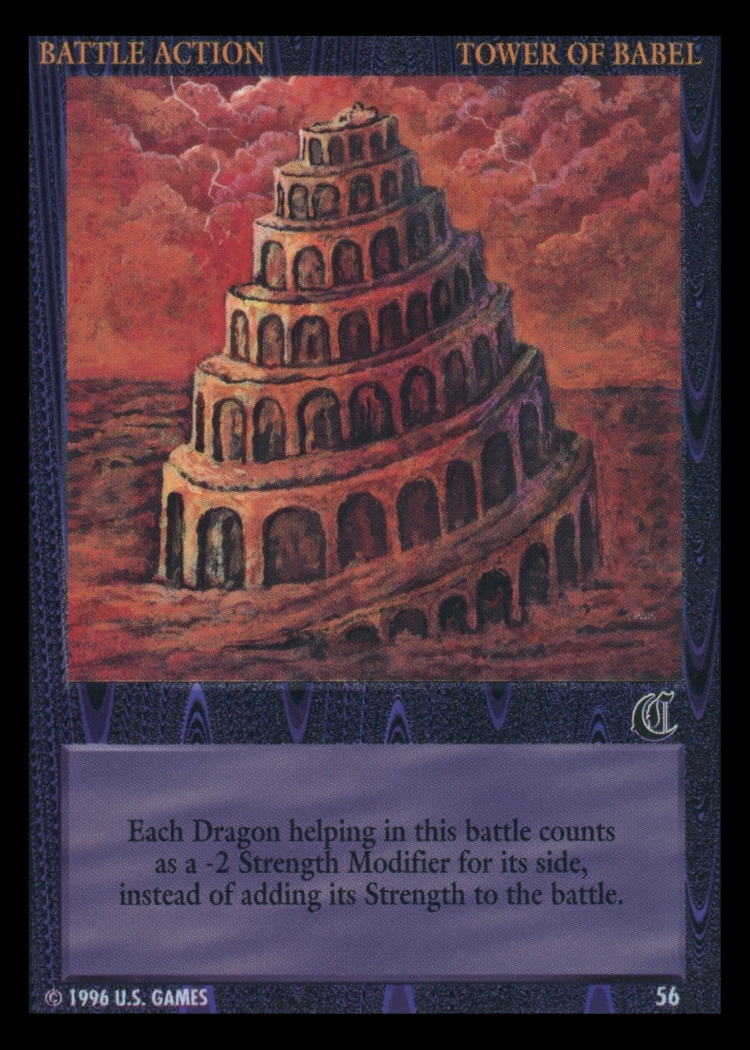 BATTLE ACTION TOWER OF BABEL
C
Each Dragon helping in this battle counts
as a -2 Strength Modifier for its side,
instead of adding its Strength to the battle.
© 1996 U.S. GAMES 56